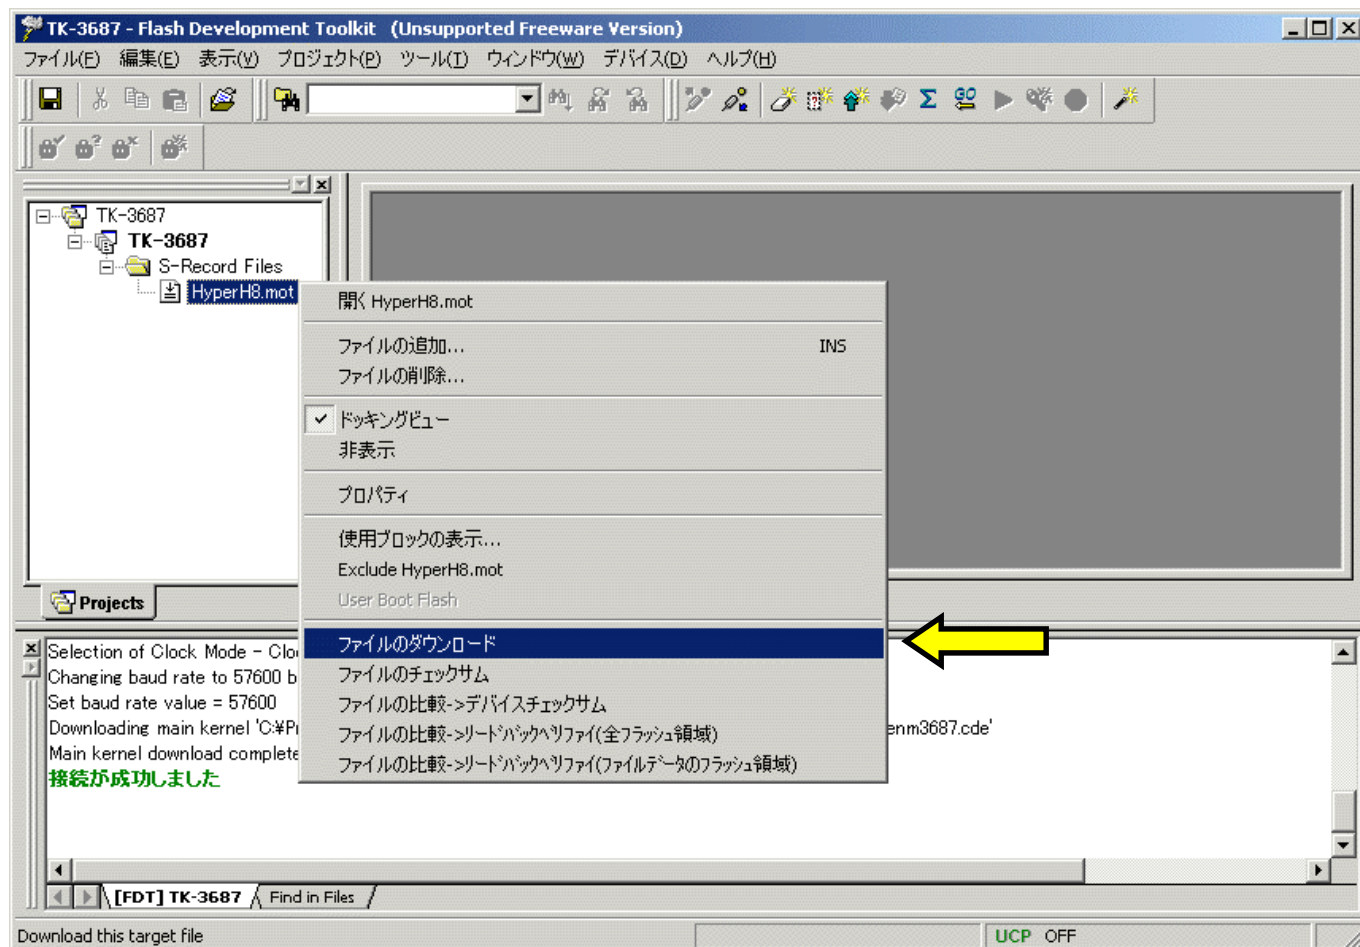 TK-3687 - Flash Development Toolkit (Unsupported Freeware Version)
ファイル(F) 編集(E) 表示(V) プロジェクト(P) ツール(T) ウィンドウ(W) デバイス(D) ヘルプ(H)
TK-3687
TK-3687
S-Record Files
HyperH8.mot
開く HyperH8.mot
ファイルの追加... INS
ファイルの削除...
ドッキングビュー
非表示
プロパティ
使用ブロックの表示...
Exclude HyperH8.mot
User Boot Flash
ファイルのダウンロード
ファイルのチェックサム
ファイルの比較->デバイスチェックサム
ファイルの比較->リードバックベリファイ(全フラッシュ領域)
ファイルの比較->リードバックベリファイ(ファイルデータのフラッシュ領域)
Projects
Selection of Clock Mode - Clo
Changing baud rate to 57600 b
Set baud rate value = 57600
Downloading main kernel 'C:¥P enm3687.cde'
Main kernel download complete
接続が成功しました
[FDT] TK-3687 Find in Files
Download this target file UCP OFF